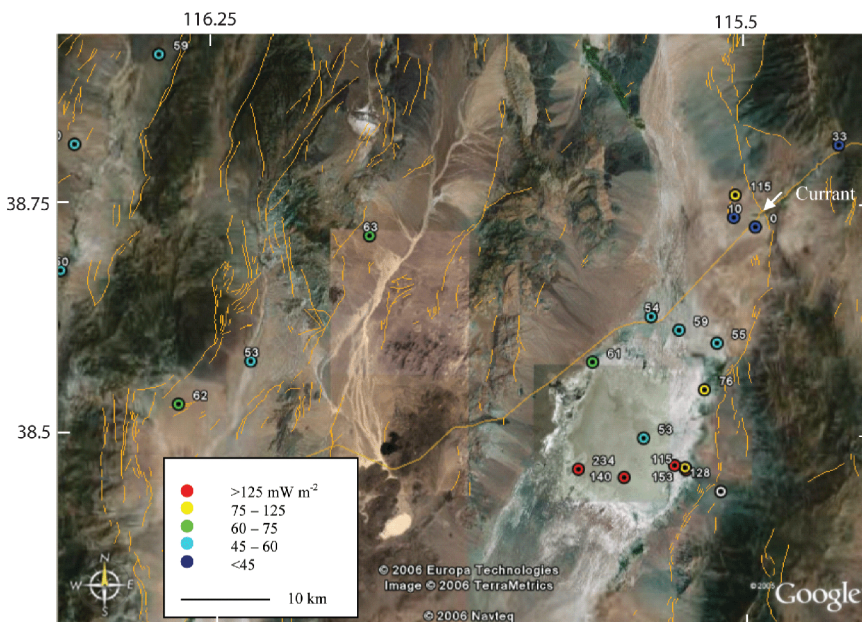 116.25 115.5
59
33
38.75
115
Currant
10
0
63
50
54
59
55
53
61
62
76
53
38.5
234
115
128
140
153
>125 mW m⁻²
75 – 125
60 – 75
45 – 60
<45
10 km
N
W E
S
© 2006 Europa Technologies
Image © 2006 TerraMetrics
© 2006 Navteq
©2005 Google